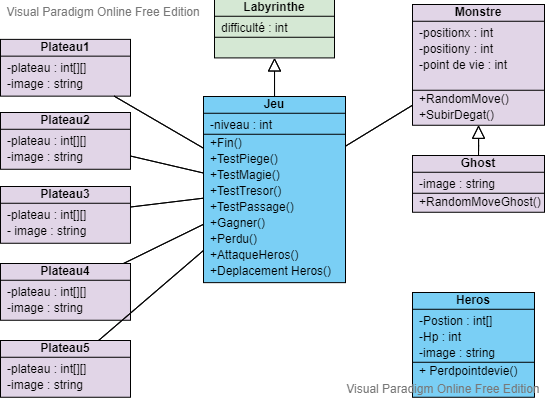 Visual Paradigm Online Free Edition
Labyrinthe
difficulté : int
Monstre
-positionx : int
-positiony : int
-point de vie : int
+RandomMove()
+SubirDegat()
Plateau1
-plateau : int[][]
-image : string
Plateau2
-plateau : int[][]
-image : string
Plateau3
-plateau : int[][]
- image : string
Plateau4
-plateau : int[][]
-image : string
Plateau5
-plateau : int[][]
-image : string
Jeu
-niveau : int
+Fin()
+TestPiege()
+TestMagie()
+TestTresor()
+TestPassage()
+Gagner()
+Perdu()
+AttaqueHeros()
+Deplacement Heros()
Ghost
-image : string
+RandomMoveGhost()
Heros
-Postion : int[]
-Hp : int
-image : string
+ Perdpointdevie()
Visual Paradigm Online Free Edition